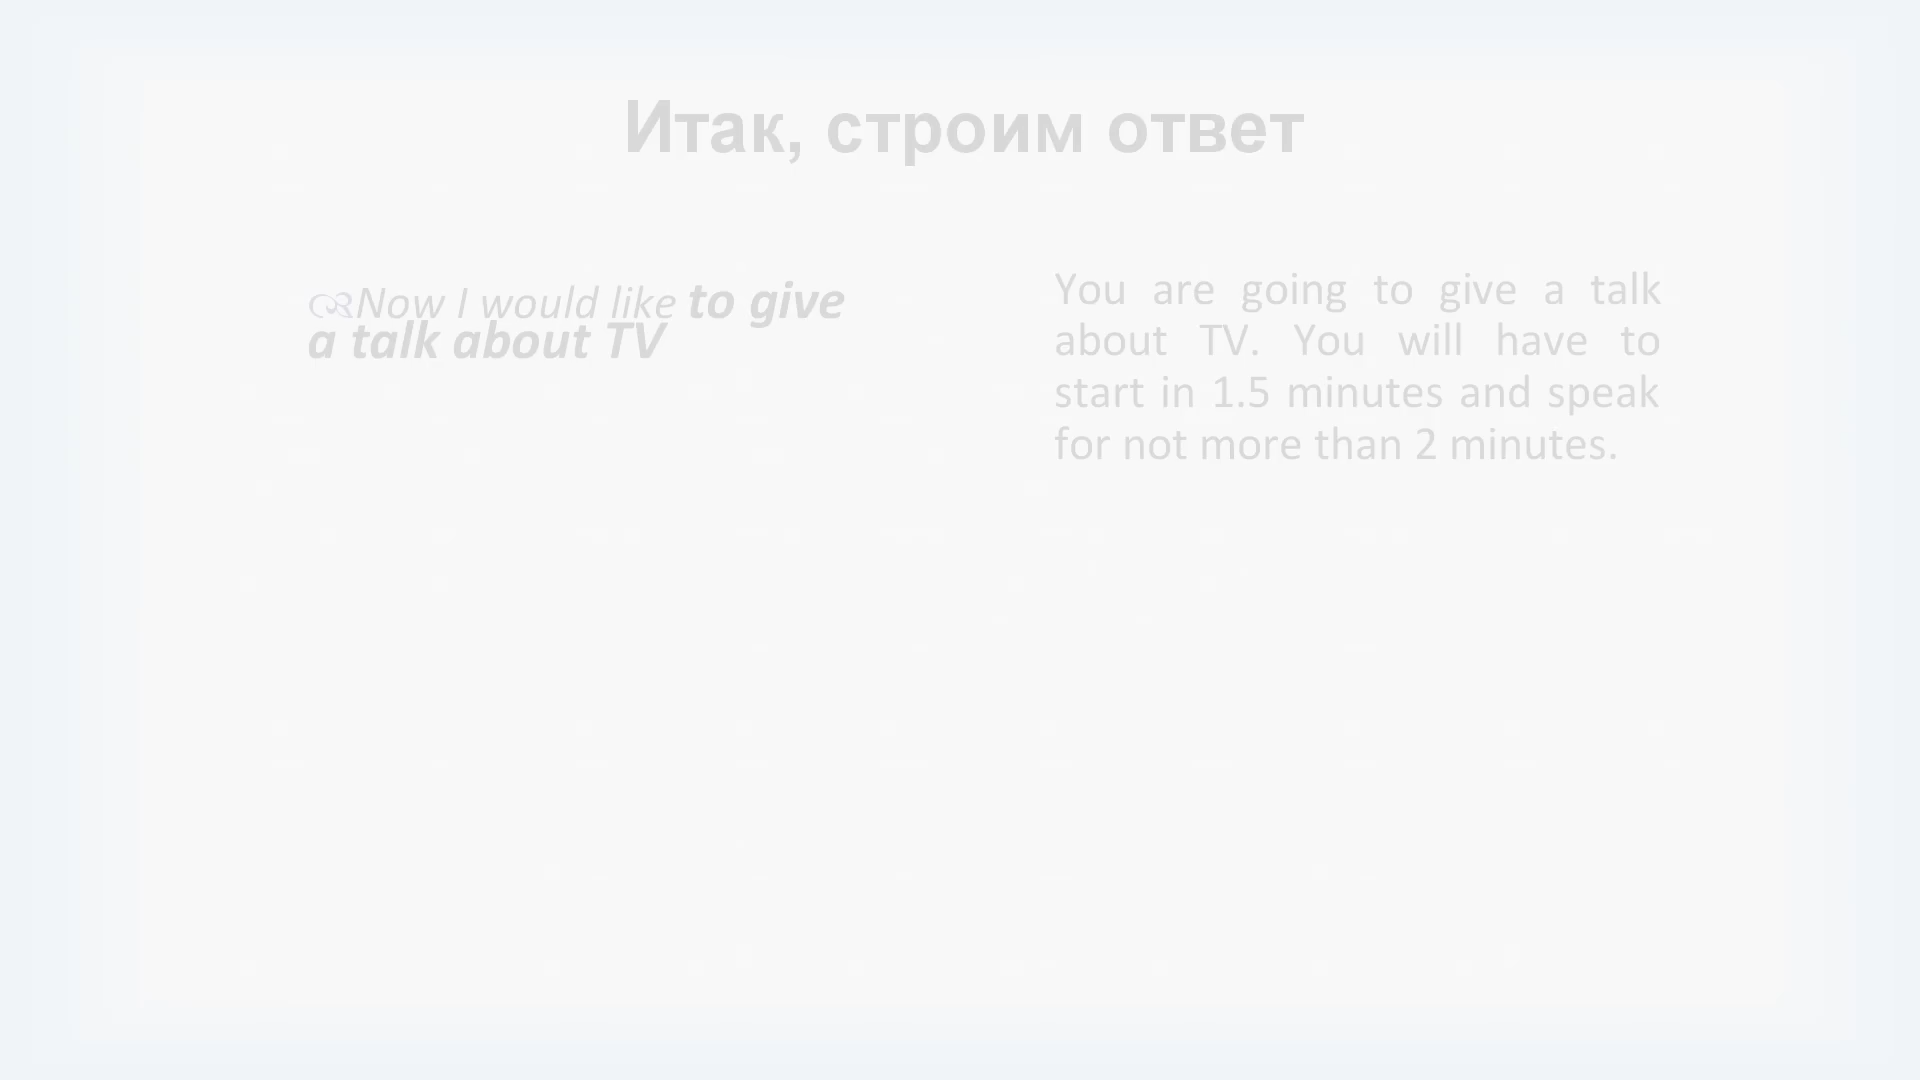 Итак, строим ответ
Now I would like to give
a talk about TV
You are going to give a talk
about TV. You will have to
start in 1.5 minutes and speak
for not more than 2 minutes.